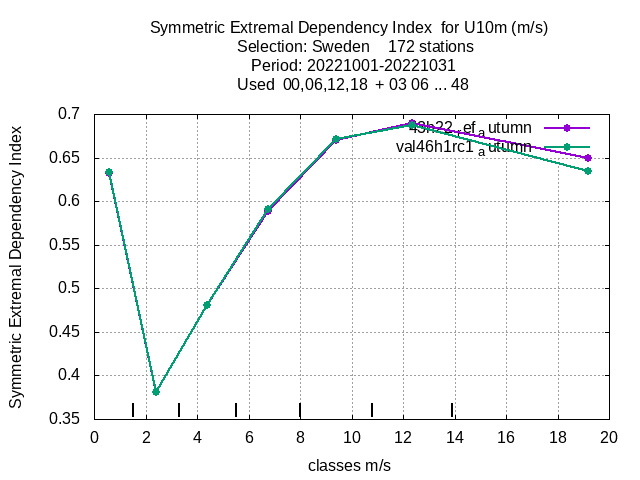 Symmetric Extremal Dependency Index for U10m (m/s)
Selection: Sweden 172 stations
Period: 20221001-20221031
Used 00,06,12,18 + 03 06 ... 48
Symmetric Extremal Dependency Index
0.7
0.65
0.6
0.55
0.5
0.45
0.4
0.35
val46h1rc1 a utumn
0 2 4 6 8 10 12 14 16 18 20
classes m/s